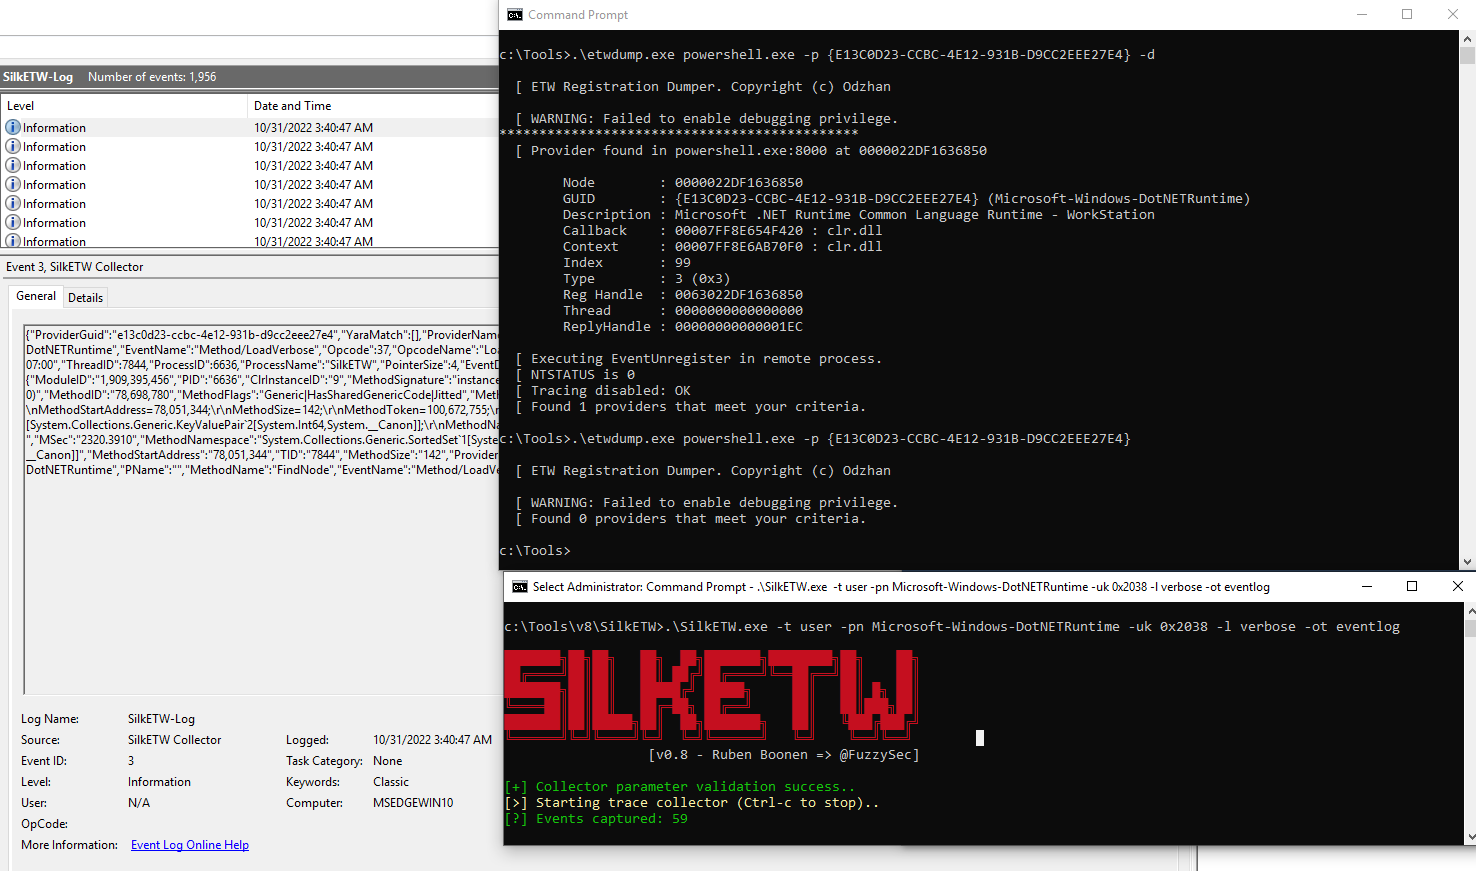 SilkETW-Log Number of events: 1,956
Level Date and Time
Information 10/31/2022 3:40:47 AM
Information 10/31/2022 3:40:47 AM
Information 10/31/2022 3:40:47 AM
Information 10/31/2022 3:40:47 AM
Information 10/31/2022 3:40:47 AM
Information 10/31/2022 3:40:47 AM
Information 10/31/2022 3:40:47 AM
Event 3, SilkETW Collector
General Details
{"ProviderGuid":"e13c0d23-ccbc-4e12-931b-d9cc2eee27e4","YaraMatch":[],"ProviderNam
DotNETRuntime","EventName":"Method/LoadVerbose","Opcode":37,"OpcodeName":"Loa
07:00","ThreadID":7844,"ProcessID":6636,"ProcessName":"SilkETW","PointerSize":4,"EventD
{"ModuleID":"1,909,395,456","PID":"6636","ClrInstanceID":"9","MethodSignature":"instance
0)","MethodID":"78,698,780","MethodFlags":"Generic|HasSharedGenericCode|Jitted","Met
\nMethodStartAddress=78,051,344;\r\nMethodSize=142;\r\nMethodToken=100,672,755;\r
[System.Collections.Generic.KeyValuePair`2[System.Int64,System.__Canon]];\r\nMethodNa
","MSec":"2320.3910","MethodNamespace":"System.Collections.Generic.SortedSet`1[Syste
__Canon]]","MethodStartAddress":"78,051,344","TID":"7844","MethodSize":"142","Provider
DotNETRuntime","PName":"","MethodName":"FindNode","EventName":"Method/LoadVe
Log Name: SilkETW-Log
Source: SilkETW Collector Logged: 10/31/2022 3:40:47 AM
Event ID: 3 Task Category: None
Level: Information Keywords: Classic
User: N/A Computer: MSEDGEWIN10
OpCode:
More Information: Event Log Online Help
Command Prompt
c:\Tools>.\etwdump.exe powershell.exe -p {E13C0D23-CCBC-4E12-931B-D9CC2EEE27E4} -d
[ ETW Registration Dumper. Copyright (c) Odzhan
[ WARNING: Failed to enable debugging privilege.
*********************************************
[ Provider found in powershell.exe:8000 at 0000022DF1636850
Node : 0000022DF1636850
GUID : {E13C0D23-CCBC-4E12-931B-D9CC2EEE27E4} (Microsoft-Windows-DotNETRuntime)
Description : Microsoft .NET Runtime Common Language Runtime - WorkStation
Callback : 00007FF8E654F420 : clr.dll
Context : 00007FF8E6AB70F0 : clr.dll
Index : 99
Type : 3 (0x3)
Reg Handle : 0063022DF1636850
Thread : 0000000000000000
ReplyHandle : 00000000000001EC
[ Executing EventUnregister in remote process.
[ NTSTATUS is 0
[ Tracing disabled: OK
[ Found 1 providers that meet your criteria.
c:\Tools>.\etwdump.exe powershell.exe -p {E13C0D23-CCBC-4E12-931B-D9CC2EEE27E4}
[ ETW Registration Dumper. Copyright (c) Odzhan
[ WARNING: Failed to enable debugging privilege.
[ Found 0 providers that meet your criteria.
c:\Tools>
Select Administrator: Command Prompt - .\SilkETW.exe -t user -pn Microsoft-Windows-DotNETRuntime -uk 0x2038 -l verbose -ot eventlog
c:\Tools\v8\SilkETW>.\SilkETW.exe -t user -pn Microsoft-Windows-DotNETRuntime -uk 0x2038 -l verbose -ot eventlog
SILKETW
[v0.8 - Ruben Boonen => @FuzzySec]
[+] Collector parameter validation success..
[>] Starting trace collector (Ctrl-c to stop)..
[?] Events captured: 59